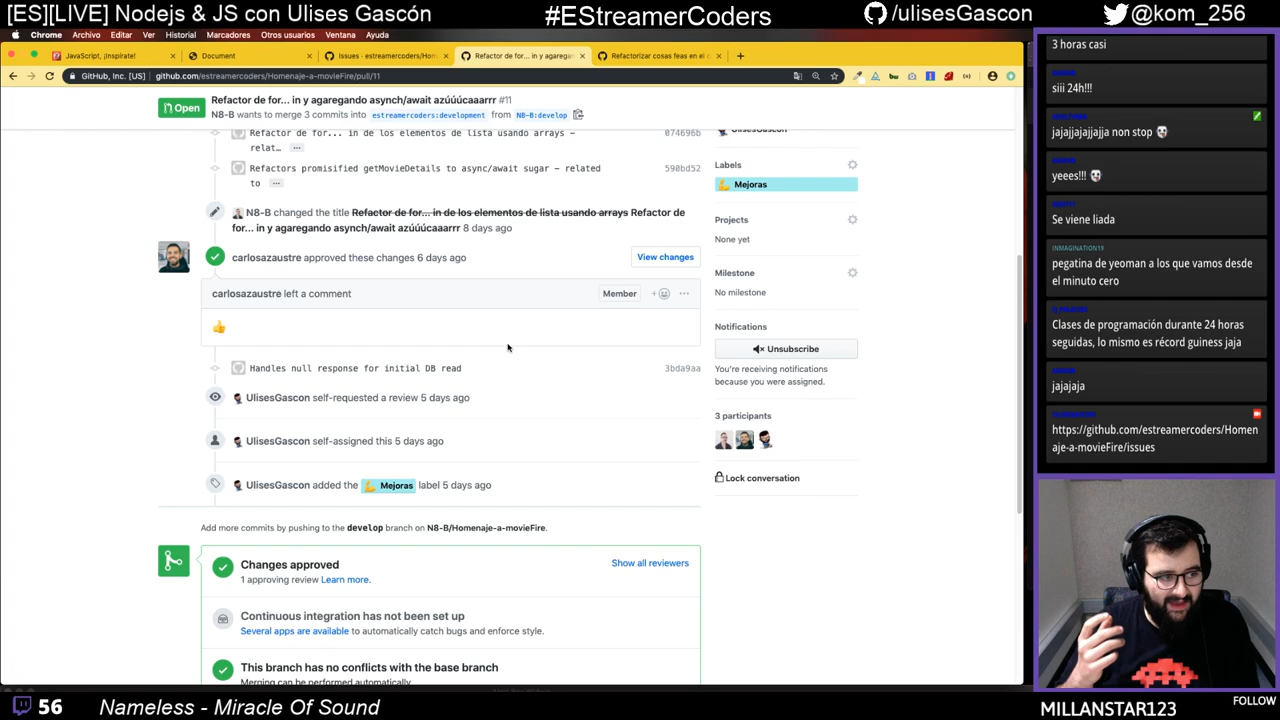 [ES][LIVE] Nodejs & JS con Ulises Gascón
#EStreamerCoders
/ulisesGascon
@kom_256
Chrome Archivo Editar Ver Historial Marcadores Otros usuarios Ventana Ayuda
JavaScript, ¡Inspirate!
Document
Issues · estreamercoders/Hom
Refactor de for... in y agaregan
Refactorizar cosas feas en el c
GitHub, Inc. [US]
github.com/estreamercoders/Homenaje-a-movieFire/pull/11
Open
Refactor de for... in y agaregando asynch/await azúúúcaaarrr #11
N8-B wants to merge 3 commits into estreamercoders:development from N8-B:develop
Refactor de for... in de los elementos de lista usando arrays –
074696b
relat… ...
Refactors promisified getMovieDetails to async/await sugar – related
590bd52
to ...
N8-B changed the title Refactor de for... in de los elementos de lista usando arrays Refactor de
for... in y agaregando asynch/await azúúúcaaarrr 8 days ago
carlosazaustre approved these changes 6 days ago
View changes
carlosazaustre left a comment
Member
👍
Handles null response for initial DB read
3bda9aa
UlisesGascon self-requested a review 5 days ago
UlisesGascon self-assigned this 5 days ago
UlisesGascon added the 💪 Mejoras label 5 days ago
Add more commits by pushing to the develop branch on N8-B/Homenaje-a-movieFire.
Changes approved
Show all reviewers
1 approving review Learn more.
Continuous integration has not been set up
Several apps are available to automatically catch bugs and enforce style.
This branch has no conflicts with the base branch
Merging can be performed automatically.
UlisesGascon
Labels
💪 Mejoras
Projects
None yet
Milestone
No milestone
Notifications
Unsubscribe
You're receiving notifications
because you were assigned.
3 participants
Lock conversation
3 horas casi
siii 24h!!!
jajajjajajjajja non stop
yeees!!!
Se viene liada
INMAGINATION19
pegatina de yeoman a los que vamos desde
el minuto cero
Clases de programación durante 24 horas
seguidas, lo mismo es récord guiness jaja
jajajaja
https://github.com/estreamercoders/Homen
aje-a-movieFire/issues
56
Nameless - Miracle Of Sound
MILLANSTAR123
FOLLOW